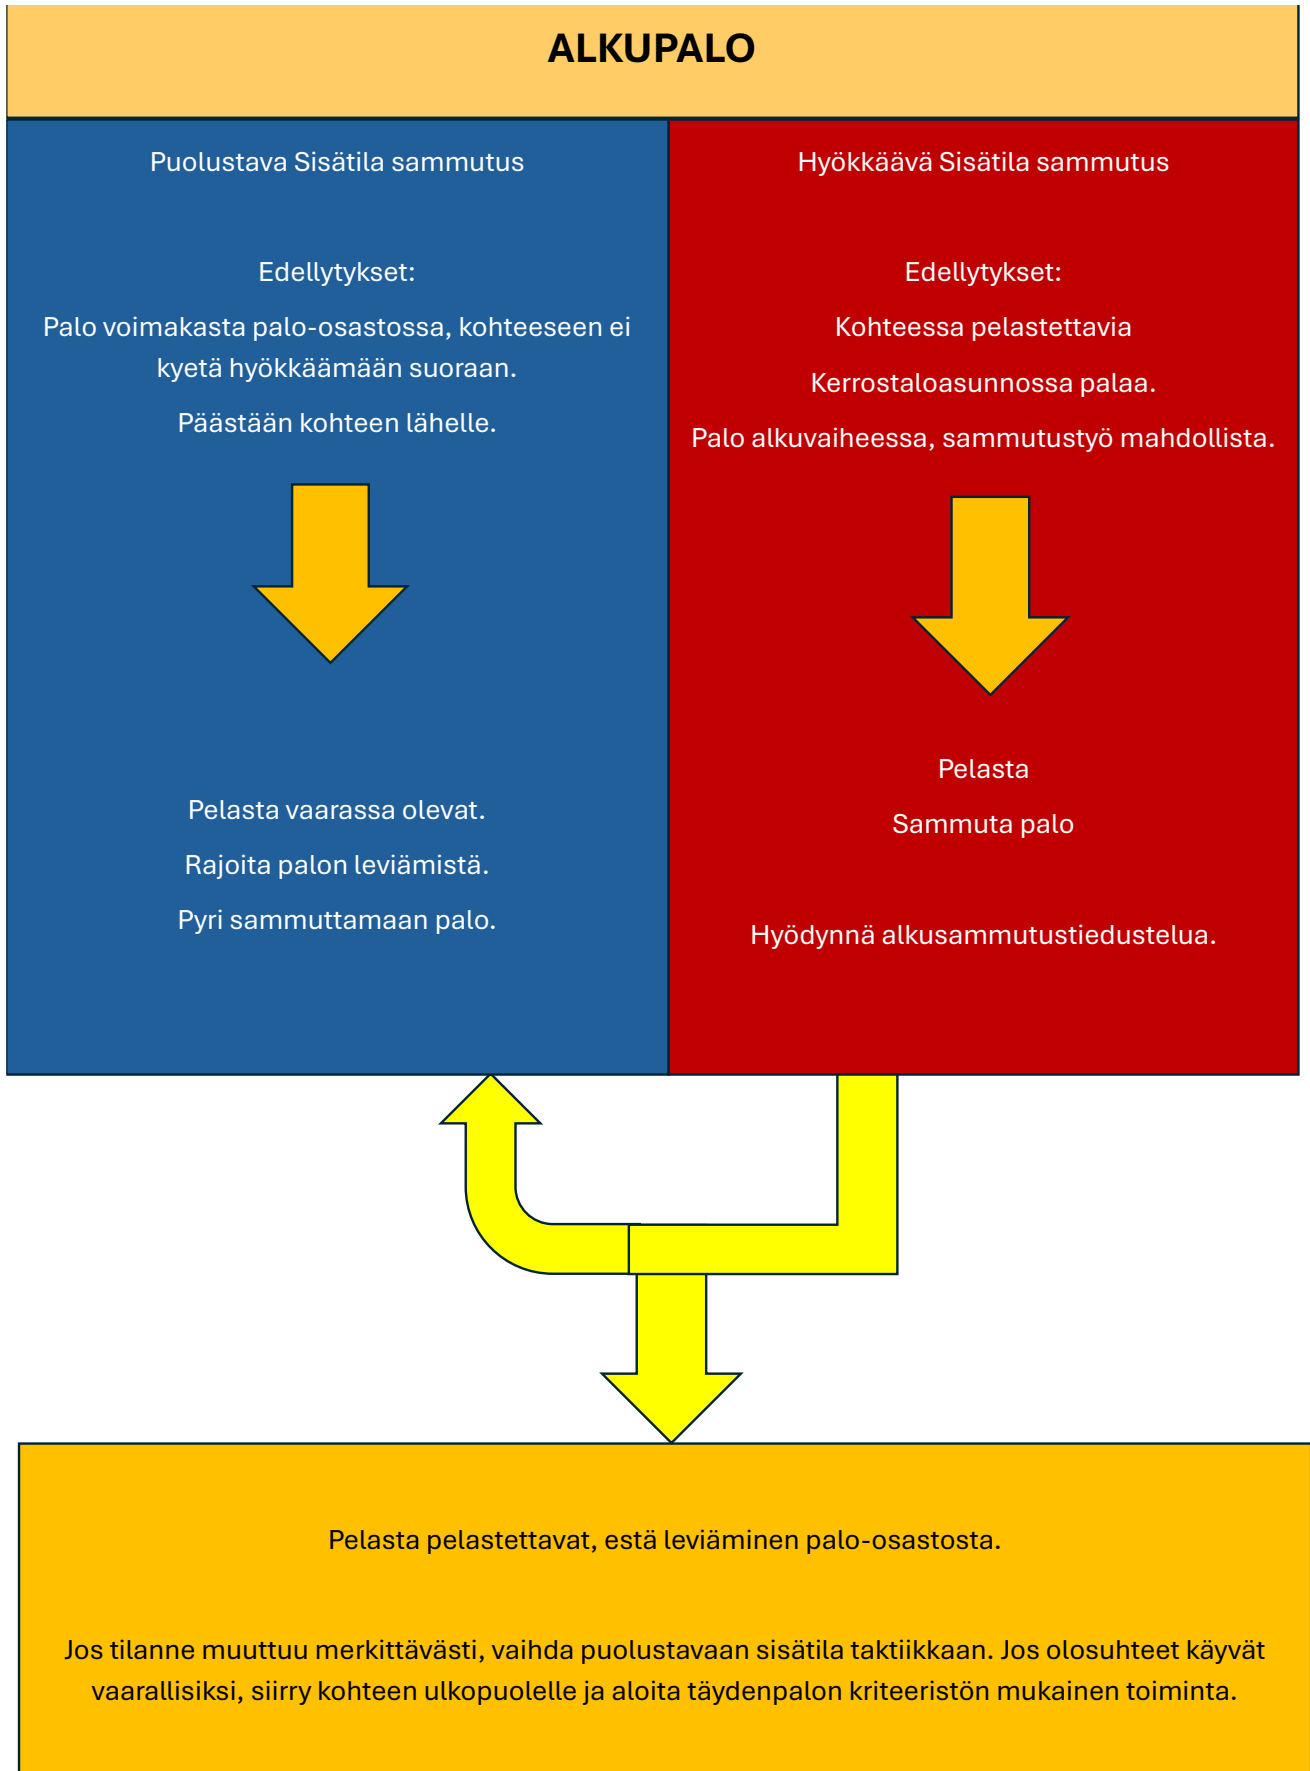 ALKUPALO
Puolustava Sisätila sammutus
Edellytykset:
Palo voimakasta palo-osastossa, kohteeseen ei
kyetä hyökkäämään suoraan.
Päästään kohteen lähelle.
Pelasta vaarassa olevat.
Rajoita palon leviämistä.
Pyri sammuttamaan palo.
Hyökkäävä Sisätila sammutus
Edellytykset:
Kohteessa pelastettavia
Kerrostaloasunnossa palaa.
Palo alkuvaiheessa, sammutustyö mahdollista.
Pelasta
Sammuta palo
Hyödynnä alkusammutustiedustelua.
Pelasta pelastettavat, estä leviäminen palo-osastosta.
Jos tilanne muuttuu merkittävästi, vaihda puolustavaan sisätila taktiikkaan. Jos olosuhteet käyvät
vaarallisiksi, siirry kohteen ulkopuolelle ja aloita täydenpalon kriteeristön mukainen toiminta.